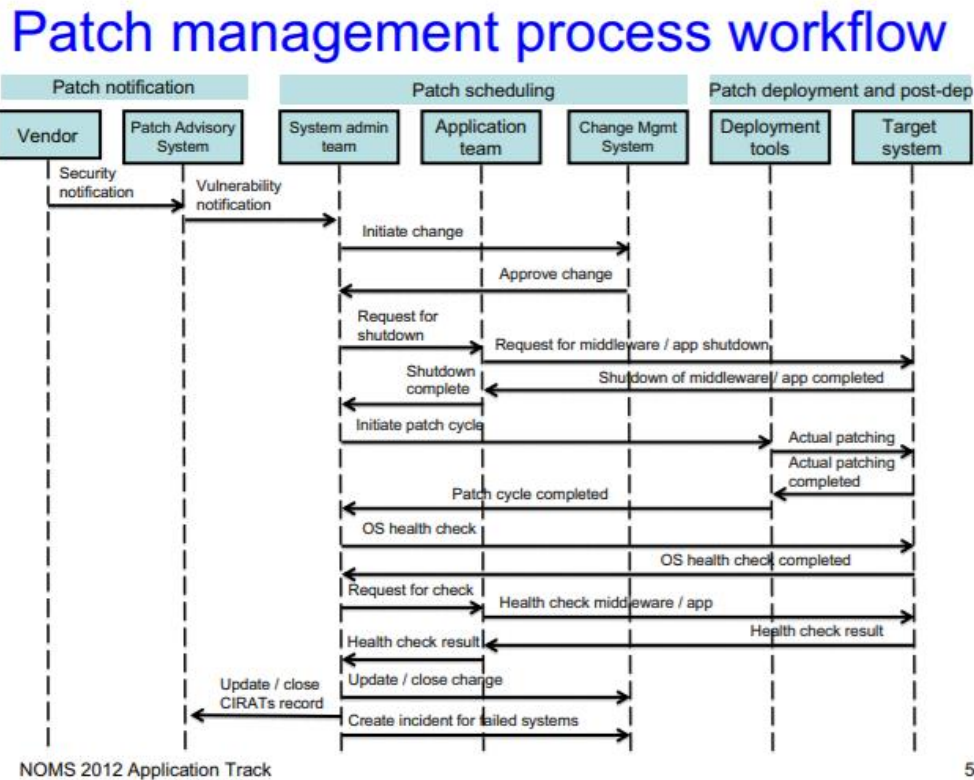 Patch management process workflow
Patch notification
Patch scheduling
Patch deployment and post-dep
Vendor
Patch Advisory
System
System admin
team
Application
team
Change Mgmt
System
Deployment
tools
Target
system
Security
notification
Vulnerability
notification
Initiate change
Approve change
Request for
shutdown
Request for middleware / app shutdown
Shutdown
complete
Shutdown of middleware / app completed
Initiate patch cycle
Actual patching
Actual patching
completed
Patch cycle completed
OS health check
OS health check completed
Request for check
Health check middleware / app
Health check result
Health check result
Update / close change
Update / close
CIRATs record
Create incident for failed systems
NOMS 2012 Application Track
5